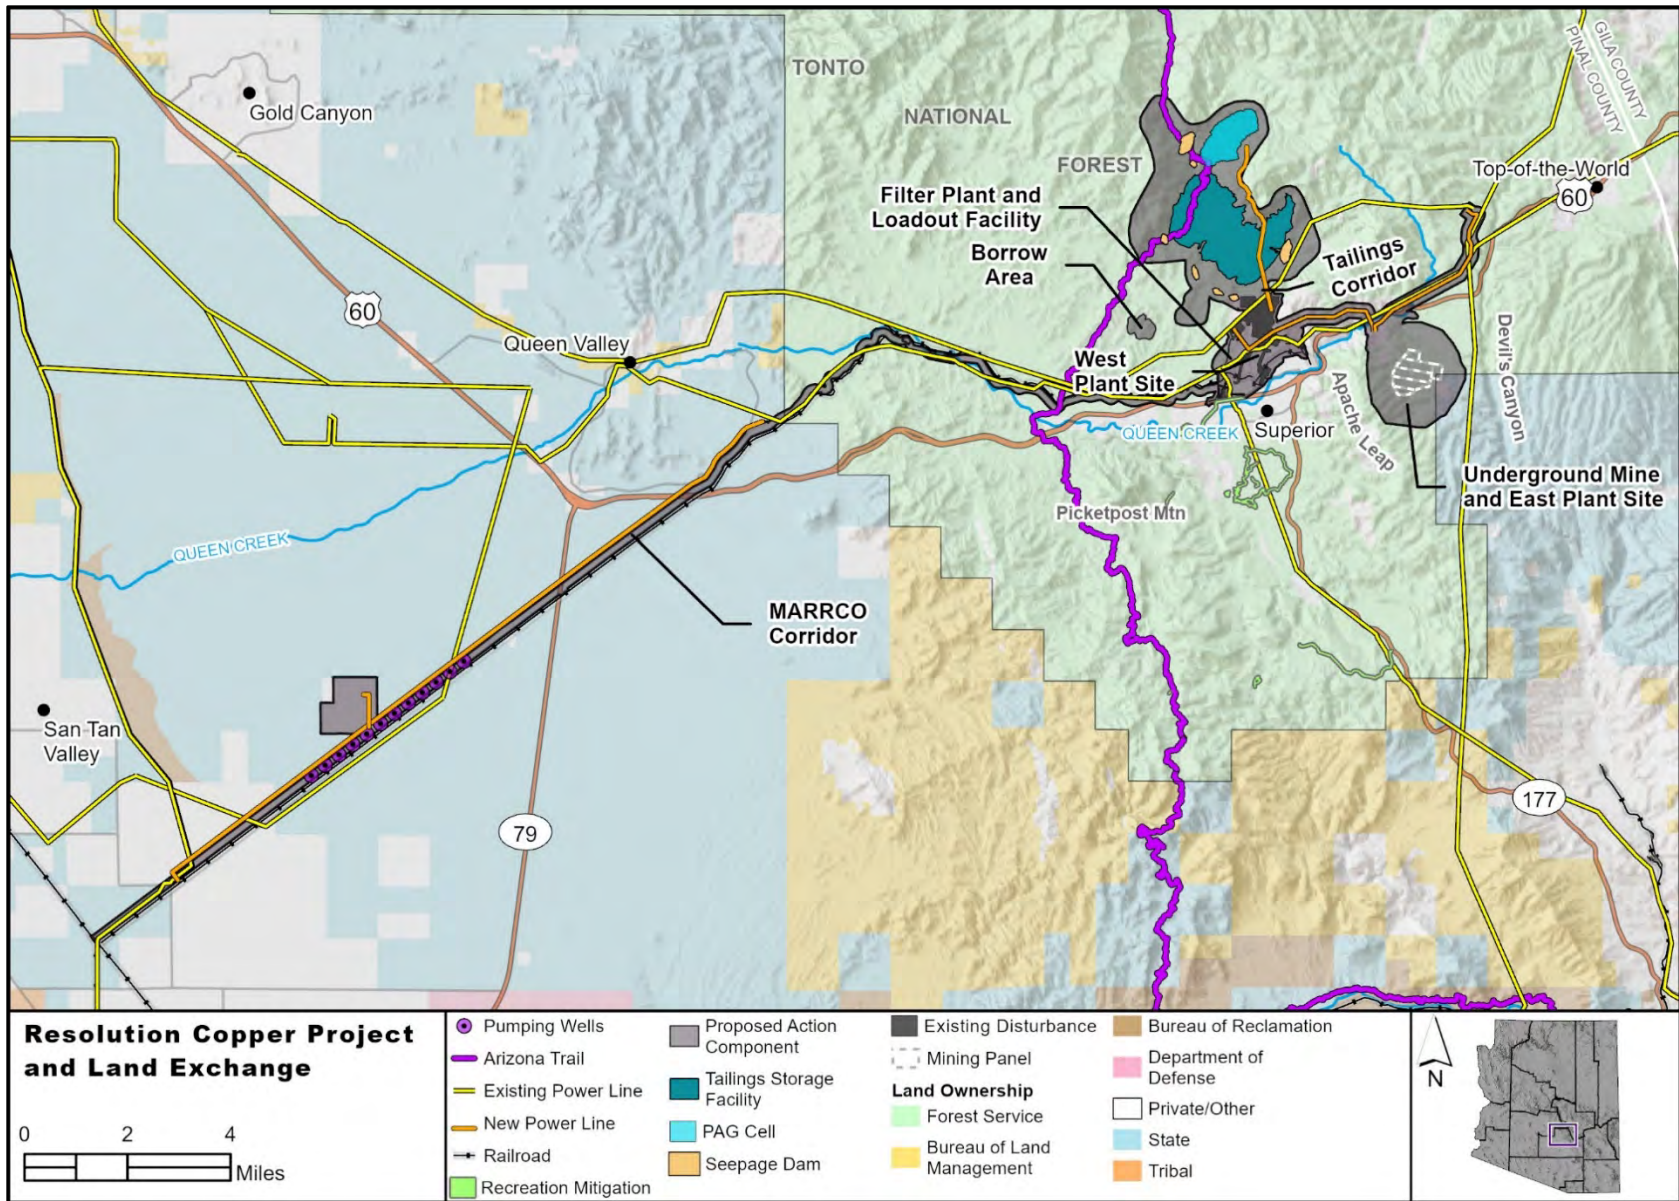 TONTO
NATIONAL
FOREST
GILA COUNTY
PINAL COUNTY
Gold Canyon
Top-of-the-World
60
Filter Plant and
Loadout Facility
Borrow
Area
Tailings
Corridor
60
Queen Valley
West
Plant Site
Devil's Canyon
Apache Leap
QUEEN CREEK
Superior
Underground Mine
and East Plant Site
Picketpost Mtn
QUEEN CREEK
MARRCO
Corridor
San Tan
Valley
79
177
Resolution Copper Project
and Land Exchange
0 2 4
Miles
Pumping Wells
Arizona Trail
Existing Power Line
New Power Line
Railroad
Recreation Mitigation
Proposed Action
Component
Tailings Storage
Facility
PAG Cell
Seepage Dam
Existing Disturbance
Mining Panel
Land Ownership
Forest Service
Bureau of Land
Management
Bureau of Reclamation
Department of
Defense
Private/Other
State
Tribal
N